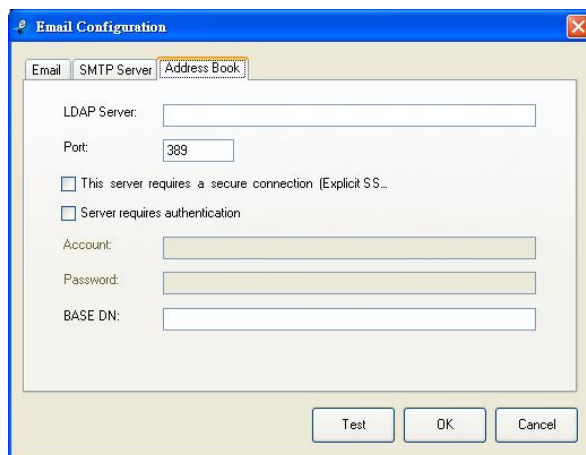 Email Configuration
Email SMTP Server Address Book
LDAP Server:
Port: 389
This server requires a secure connection (Explicit SS...
Server requires authentication
Account:
Password:
BASE DN:
Test OK Cancel